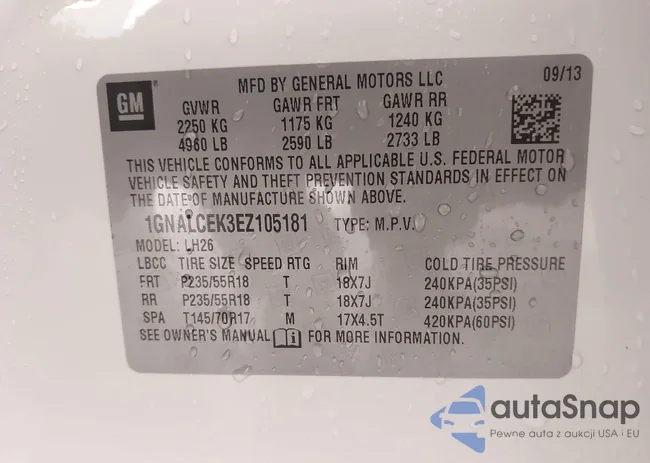 GM
MFD BY GENERAL MOTORS LLC 09/13
GVWR GAWR FRT GAWR RR
2250 KG 1175 KG 1240 KG
4960 LB 2590 LB 2733 LB
THIS VEHICLE CONFORMS TO ALL APPLICABLE U.S. FEDERAL MOTOR
VEHICLE SAFETY AND THEFT PREVENTION STANDARDS IN EFFECT ON
THE DATE OF MANUFACTURE SHOWN ABOVE.
1GNALCEK3EZ105181 TYPE: M.P.V.
MODEL: LH26
LBCC TIRE SIZE SPEED RTG RIM COLD TIRE PRESSURE
FRT P235/55R18 T 18X7J 240KPA(35PSI)
RR P235/55R18 T 18X7J 240KPA(35PSI)
SPA T145/70R17 M 17X4.5T 420KPA(60PSI)
SEE OWNER'S MANUAL i FOR MORE INFORMATION.
autaSnap
Pewne auta z aukcji USA i EU